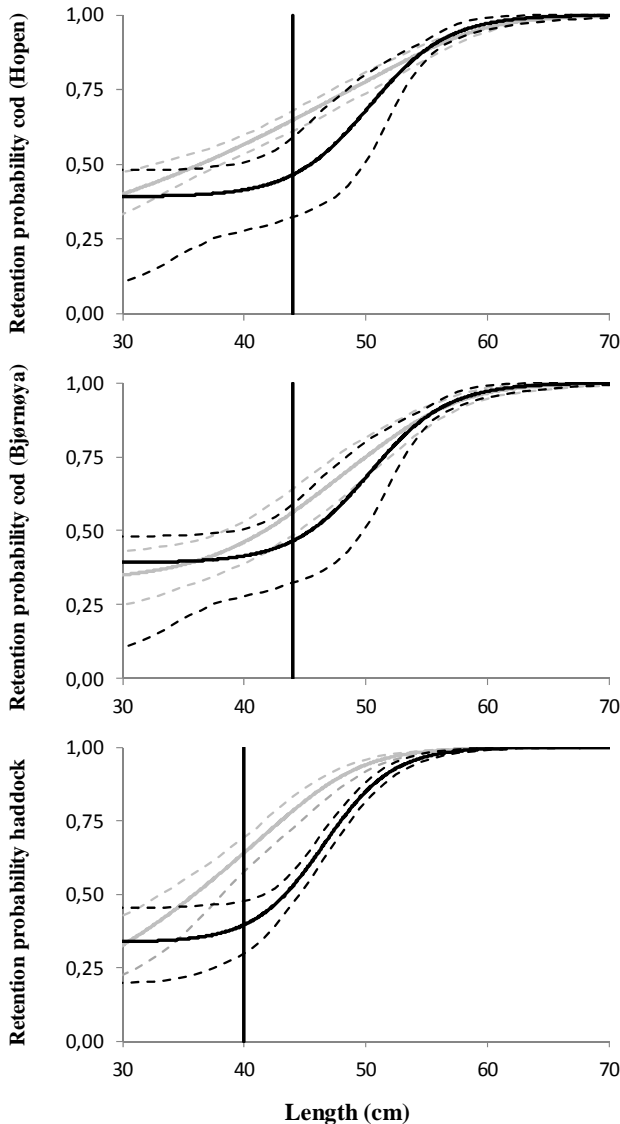 Retention probability cod (Hopen)
1,00
0,75
0,50
0,25
0,00
30 40 50 60 70
Retention probability cod (Bjørnøya)
1,00
0,75
0,50
0,25
0,00
30 40 50 60 70
Retention probability haddock
1,00
0,75
0,50
0,25
0,00
30 40 50 60 70
Length (cm)